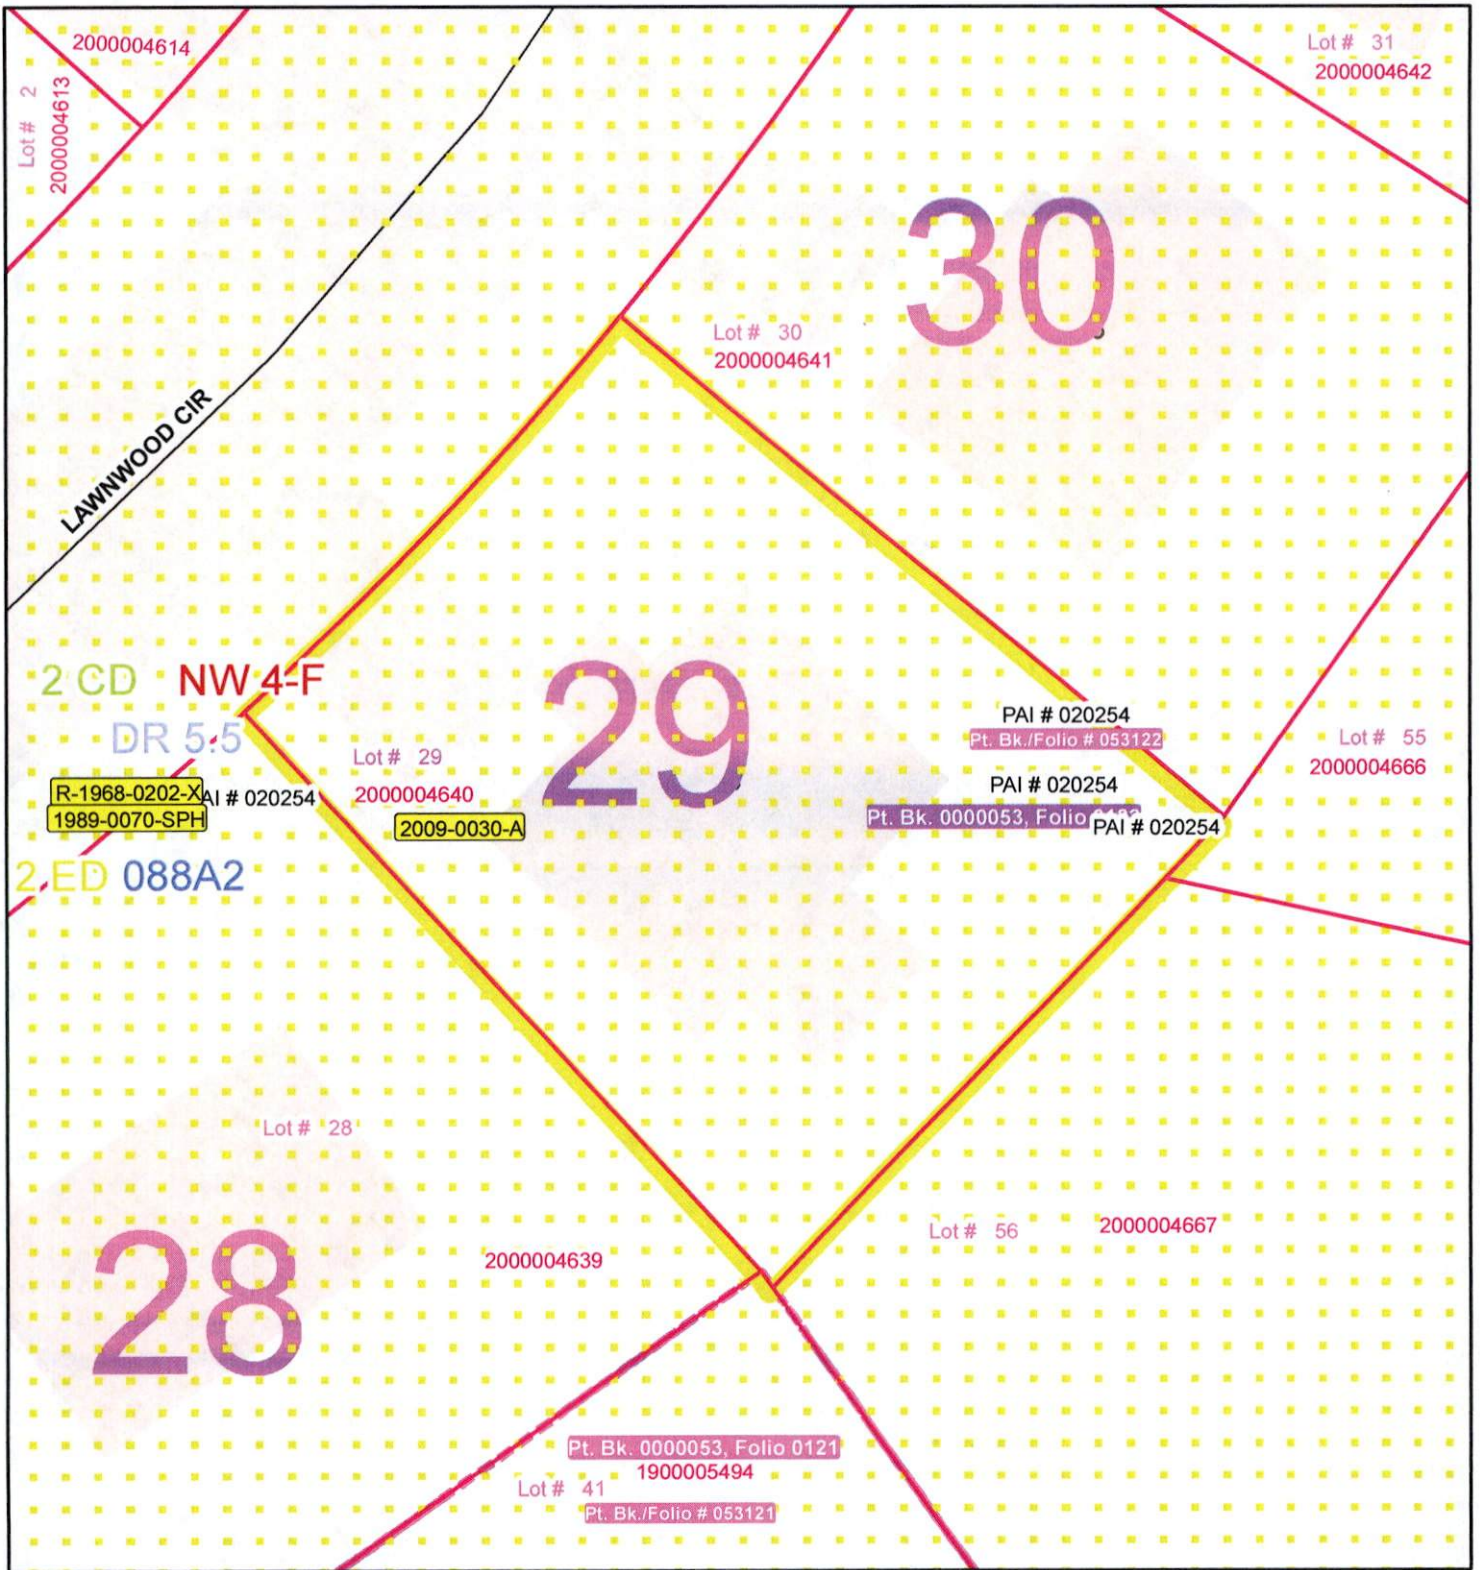 2000004614
Lot # 31
2000004642
Lot # 2
2000004613
30
Lot # 30
2000004641
LAWNWOOD CIR
2 CD NW 4-F
DR 5.5
29
PAI # 020254
Pt. Bk./Folio # 053122
Lot # 55
2000004666
Lot # 29
2000004640
R-1968-0202-X
AI # 020254
1989-0070-SPH
2009-0030-A
PAI # 020254
Pt. Bk. 0000053, Folio
PAI # 020254
2 ED 088A2
Lot # 28
28
2000004639
Lot # 56
2000004667
Pt. Bk. 0000053, Folio 0121
1900005494
Lot # 41
Pt. Bk./Folio # 053121